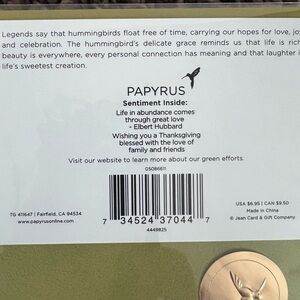 Legends say that hummingbirds float free of time, carrying our hopes for love, joy
and celebration. The hummingbird's delicate grace reminds us that life is rich
beauty is everywhere, every personal connection has meaning and that laughter i
life's sweetest creation.
PAPYRUS
Sentiment Inside:
Life in abundance comes
through great love
- Elbert Hubbard
Wishing you a Thanksgiving
blessed with the love of
family and friends
Visit our website to learn more about our green efforts.
05086611
TG 411647 | Fairfield, CA 94534
www.papyrusonline.com
7 34524 37044 7
4449825
USA $6.95 | CAN $9.50
Made in China
© Jean Card & Gift Company